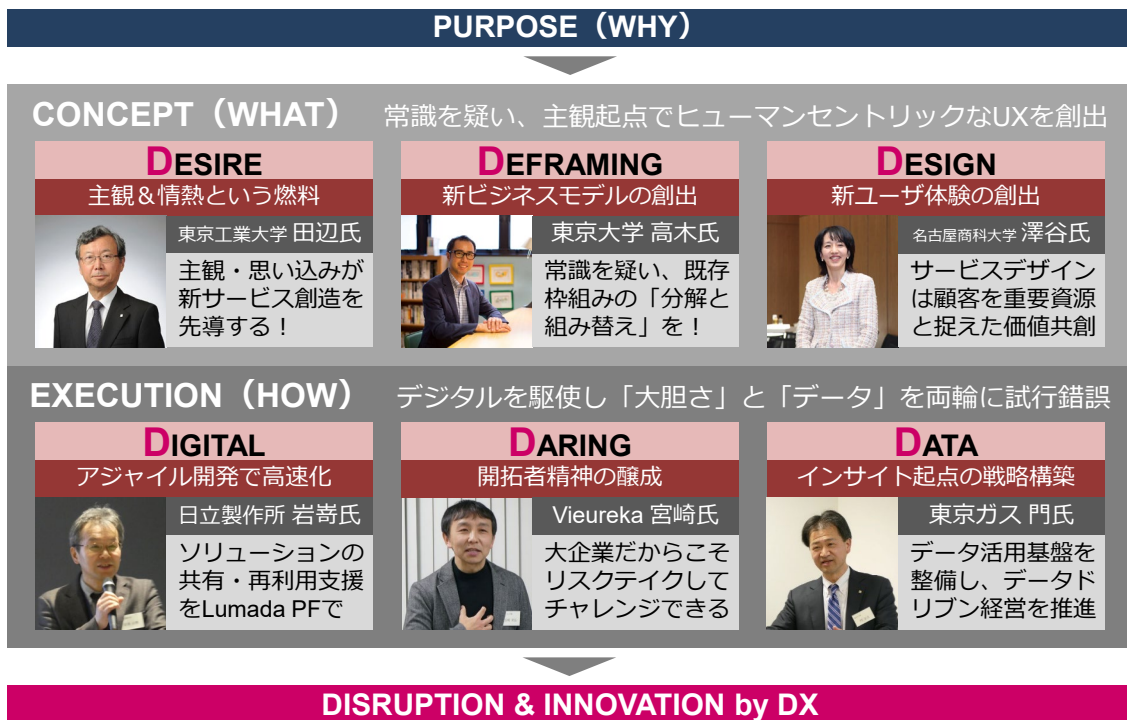 PURPOSE（WHY）
CONCEPT（WHAT） 常識を疑い、主観起点でヒューマンセントリックなUXを創出
DESIRE
主観＆情熱という燃料
東京工業大学 田辺氏
主観・思い込みが
新サービス創造を
先導する！
DEFRAMING
新ビジネスモデルの創出
東京大学 高木氏
常識を疑い、既存
枠組みの「分解と
組み替え」を！
DESIGN
新ユーザ体験の創出
名古屋商科大学 澤谷氏
サービスデザイン
は顧客を重要資源
と捉えた価値共創
EXECUTION（HOW） デジタルを駆使し「大胆さ」と「データ」を両輪に試行錯誤
DIGITAL
アジャイル開発で高速化
日立製作所 岩嵜氏
ソリューションの
共有・再利用支援
をLumada PFで
DARING
開拓者精神の醸成
Vieureka 宮崎氏
大企業だからこそ
リスクテイクして
チャレンジできる
DATA
インサイト起点の戦略構築
東京ガス 門氏
データ活用基盤を
整備し、データド
リブン経営を推進
DISRUPTION & INNOVATION by DX